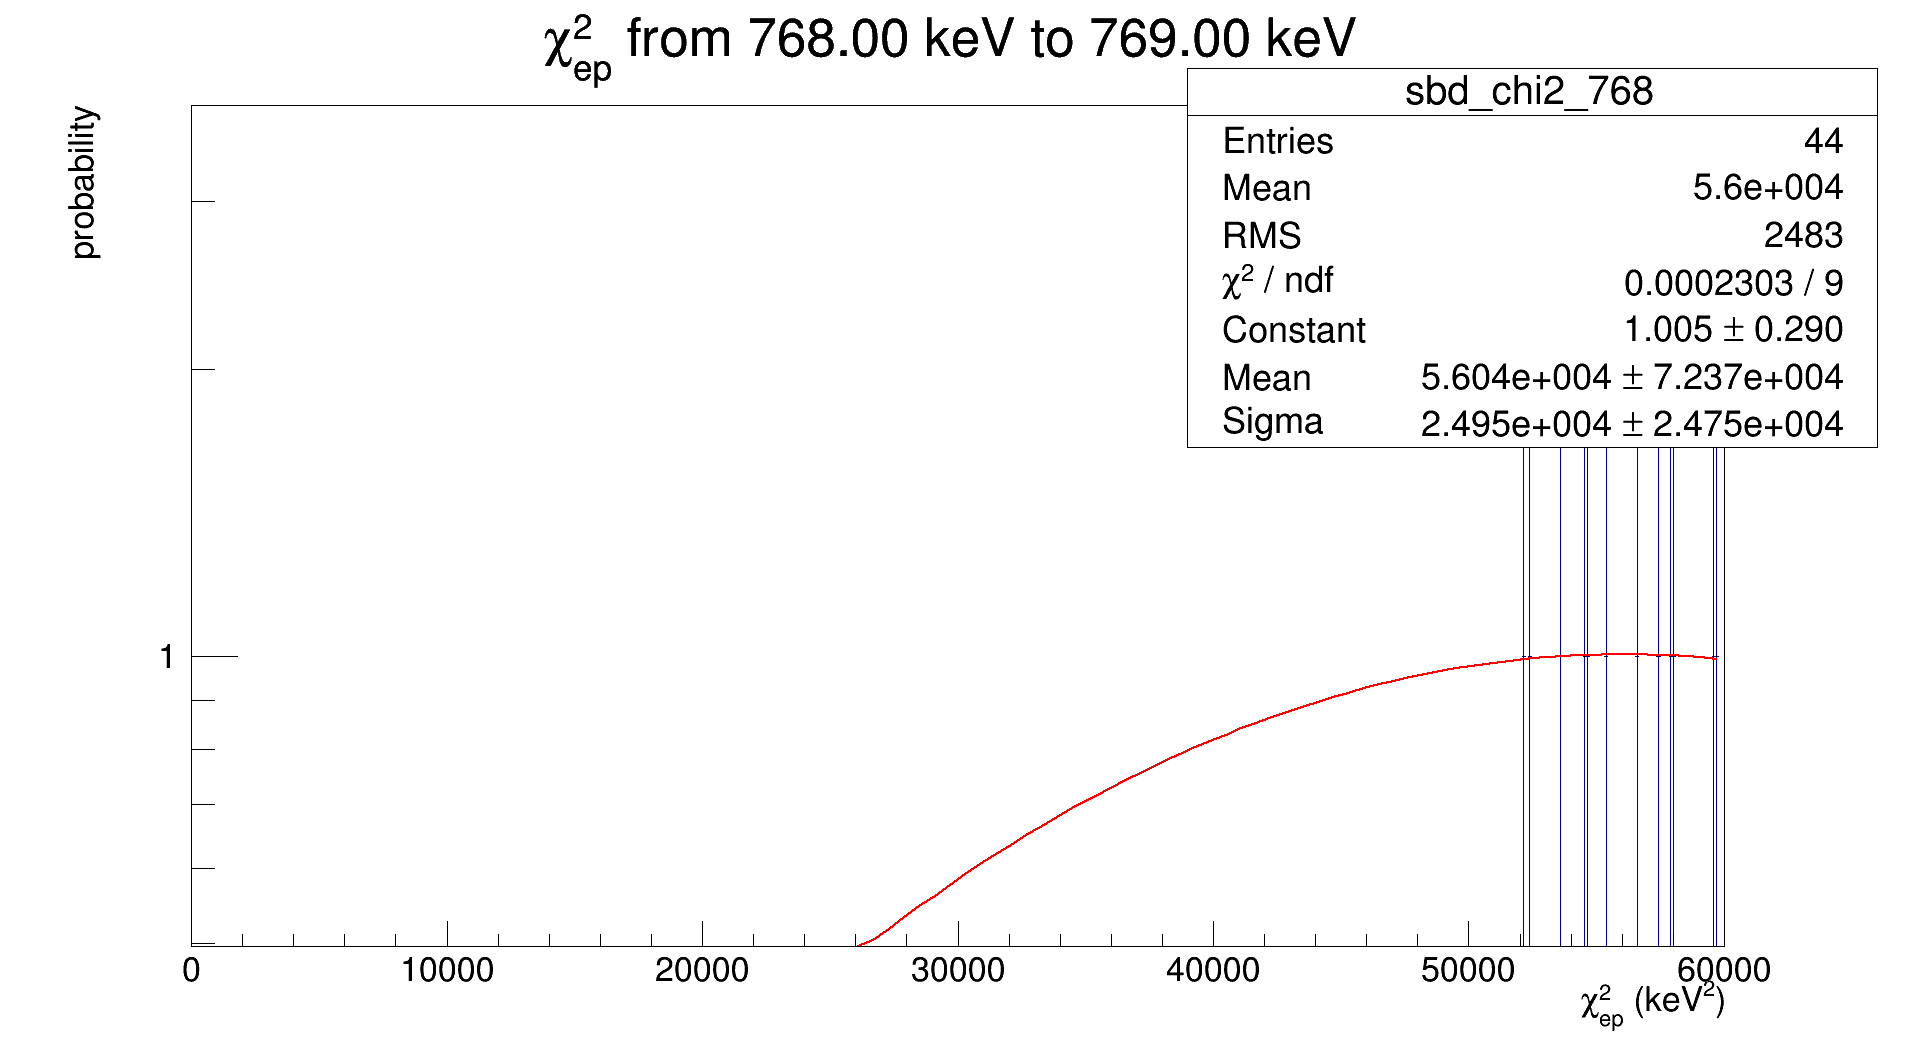 χ²ep from 768.00 keV to 769.00 keV
probability
sbd_chi2_768
Entries 44
Mean 5.6e+004
RMS 2483
χ² / ndf 0.0002303 / 9
Constant 1.005 ± 0.290
Mean 5.604e+004 ± 7.237e+004
Sigma 2.495e+004 ± 2.475e+004
1
0 10000 20000 30000 40000 50000 60000
χ²ep (keV²)